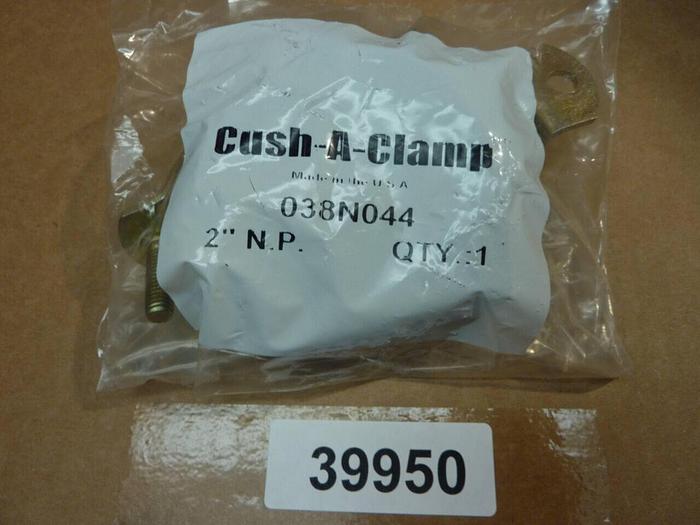 Cush-A-Clamp
Made in the U S A
038N044
2" N.P. QTY.:1
39950